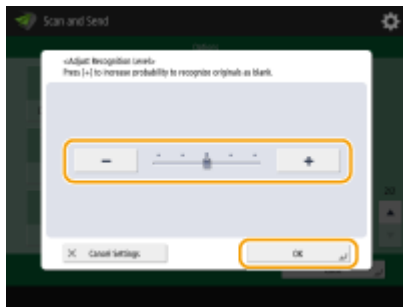 Scan and Send
<Adjust Recognition Level>
Press [+] to increase probability to recognize originals as blank.
− +
× Cancel Settings OK